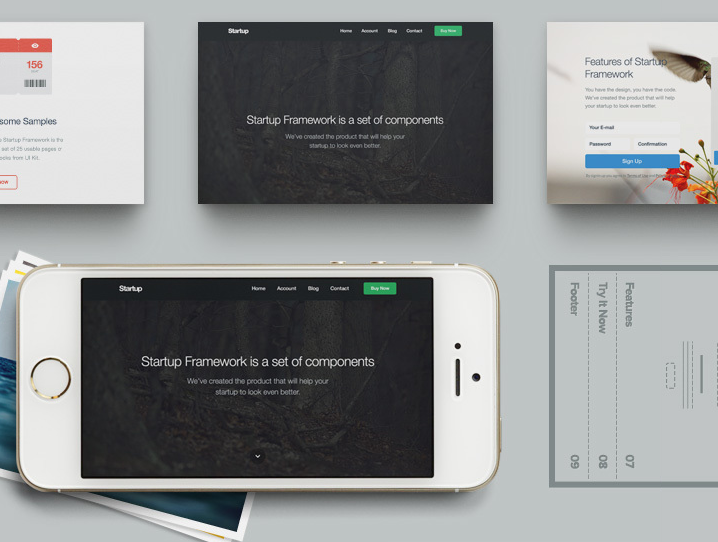 156
some Samples
Startup Framework is the
set of 25 usable pages o
Startup
Home Account Blog Contact Buy Now
Startup Framework is a set of components
We've created the product that will help your
startup to look even better.
Features of Startup
Framework
You have the design, you have the code.
We've created the product that will help
your startup to look even better.
Your E-mail
Password Confirmation
Sign Up
Startup
Home Account Blog Contact Buy Now
Startup Framework is a set of components
We've created the product that will help your
startup to look even better.
Features 07
Try It Now 08
Footer 09